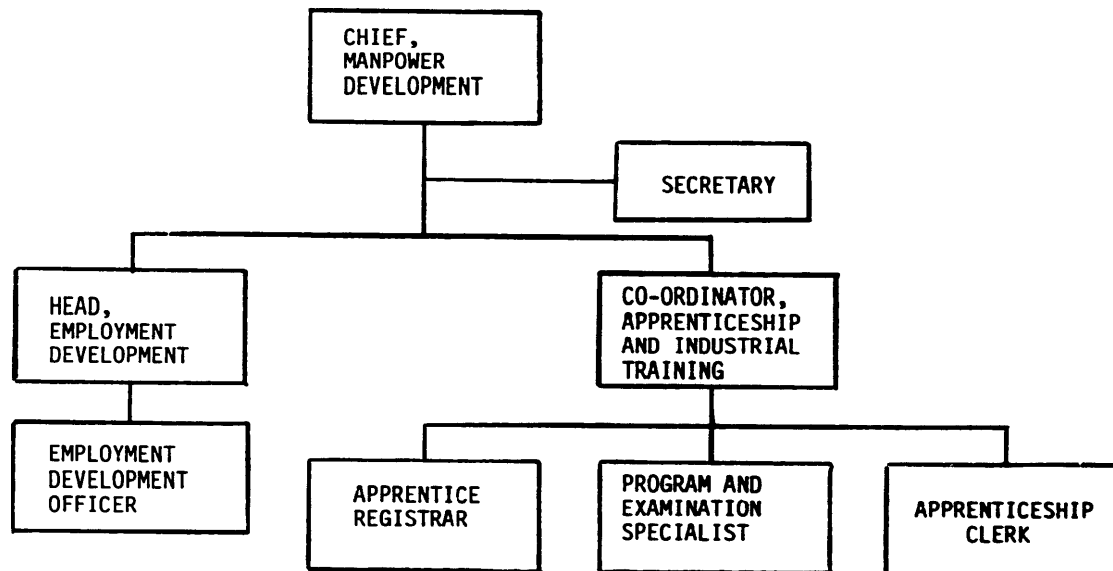 CHIEF,
MANPOWER
DEVELOPMENT
SECRETARY
HEAD,
EMPLOYMENT
DEVELOPMENT
CO-ORDINATOR,
APPRENTICESHIP
AND INDUSTRIAL
TRAINING
EMPLOYMENT
DEVELOPMENT
OFFICER
APPRENTICE
REGISTRAR
PROGRAM AND
EXAMINATION
SPECIALIST
APPRENTICESHIP
CLERK